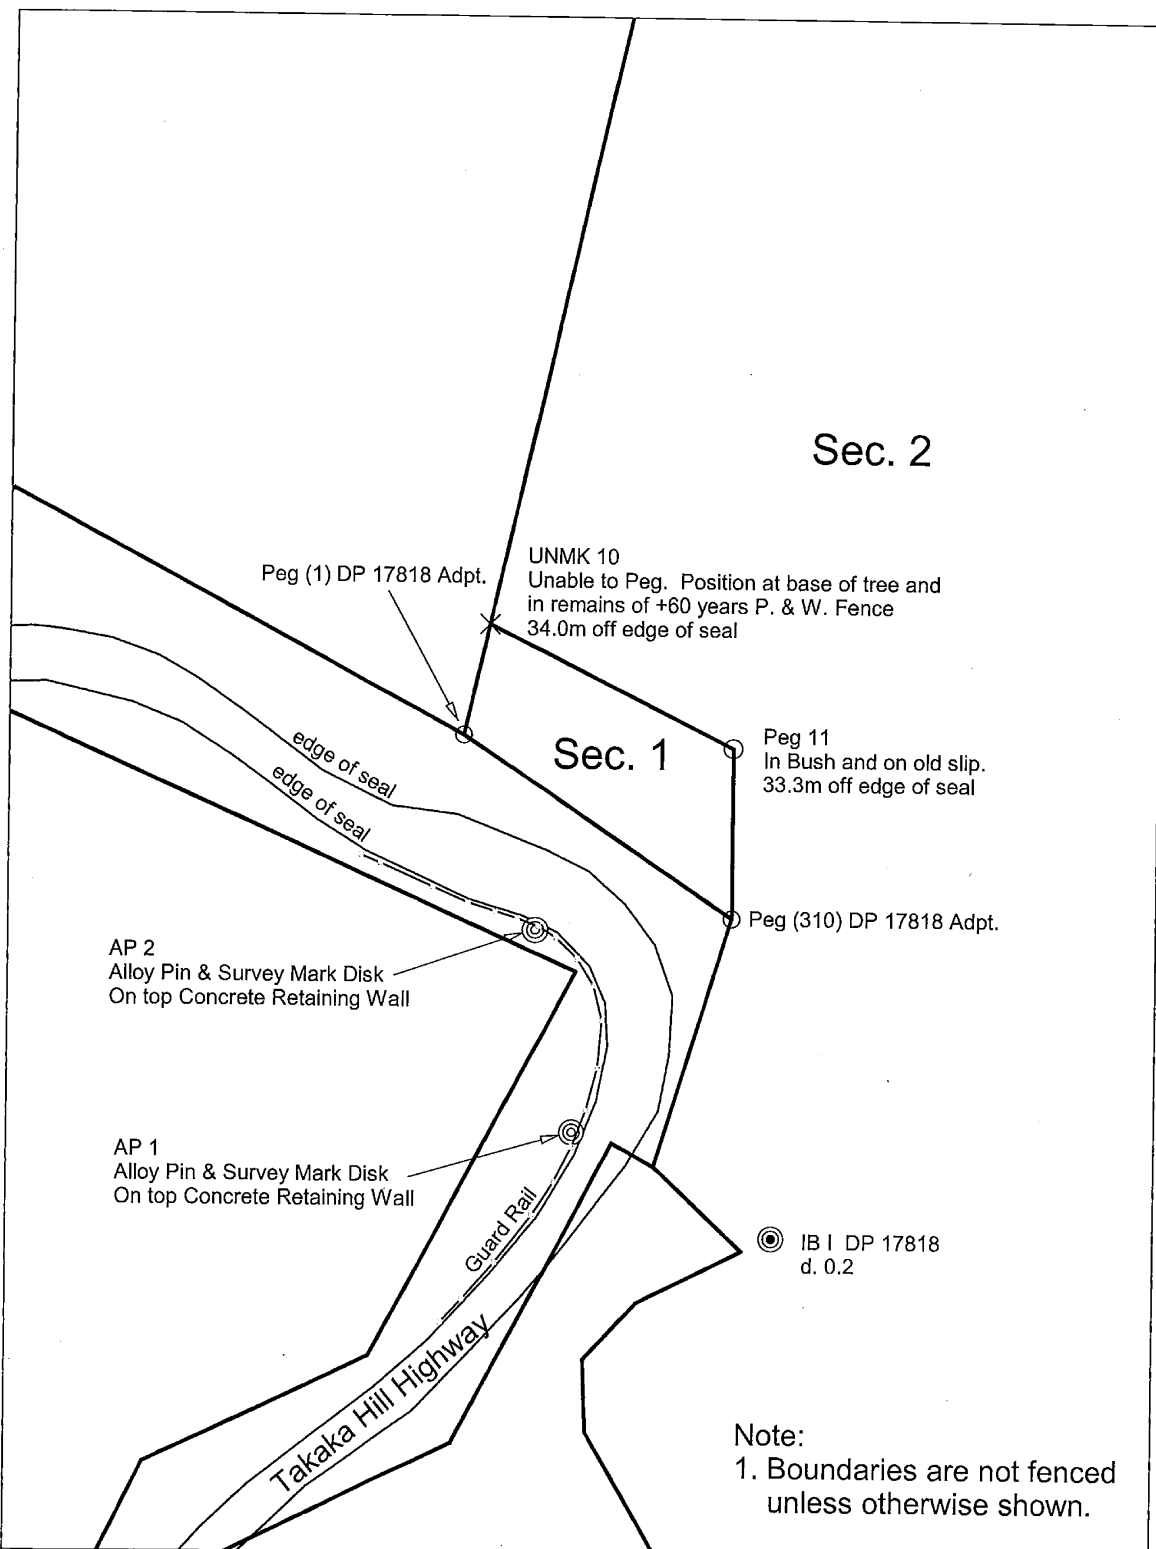 Sec. 2
UNMK 10
Unable to Peg. Position at base of tree and
in remains of +60 years P. & W. Fence
34.0m off edge of seal
Peg (1) DP 17818 Adpt.
Sec. 1
Peg 11
In Bush and on old slip.
33.3m off edge of seal
edge of seal
edge of seal
Peg (310) DP 17818 Adpt.
AP 2
Alloy Pin & Survey Mark Disk
On top Concrete Retaining Wall
AP 1
Alloy Pin & Survey Mark Disk
On top Concrete Retaining Wall
Guard Rail
IB I DP 17818
d. 0.2
Takaka Hill Highway
Note:
1. Boundaries are not fenced
unless otherwise shown.